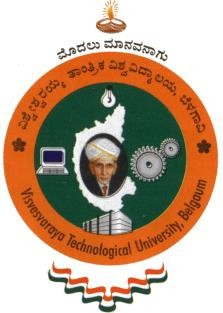 ಮೊದಲು ಮಾನವನಾಗು
ವಿಶ್ವೇಶ್ವರಯ್ಯ ತಾಂತ್ರಿಕ ವಿಶ್ವವಿದ್ಯಾಲಯ, ಬೆಳಗಾವಿ
Visvesvaraya Technological University, Belgaum